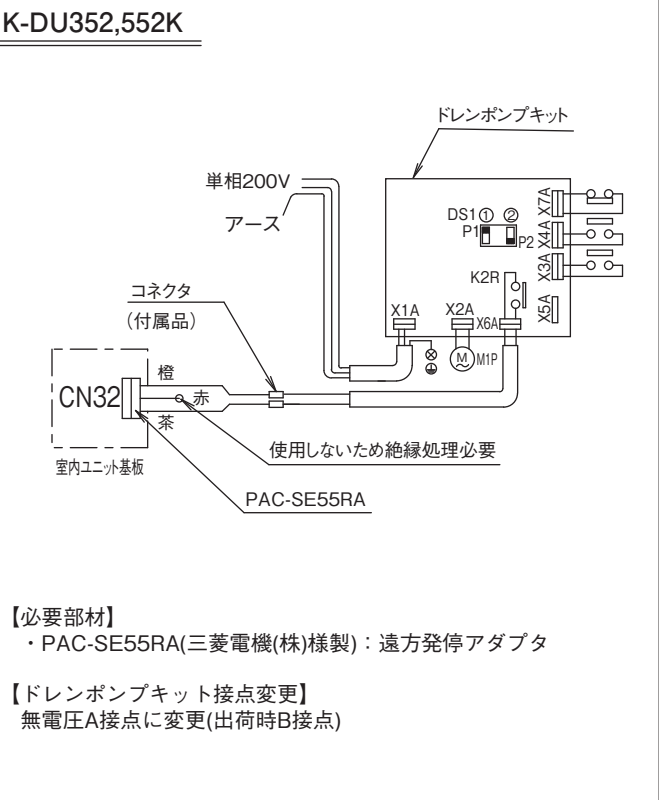 K-DU352,552K
ドレンポンプキット
単相200V
アース
DS1 ① ②
P1
P2
X7A
X4A
X3A
K2R
X5A
コネクタ
(付属品)
X1A
X2A
X6A
M
M1P
橙
CN32
赤
茶
使用しないため絶縁処理必要
室内ユニット基板
PAC-SE55RA
【必要部材】
・PAC-SE55RA(三菱電機(株)様製)：遠方発停アダプタ
【ドレンポンプキット接点変更】
無電圧A接点に変更(出荷時B接点)